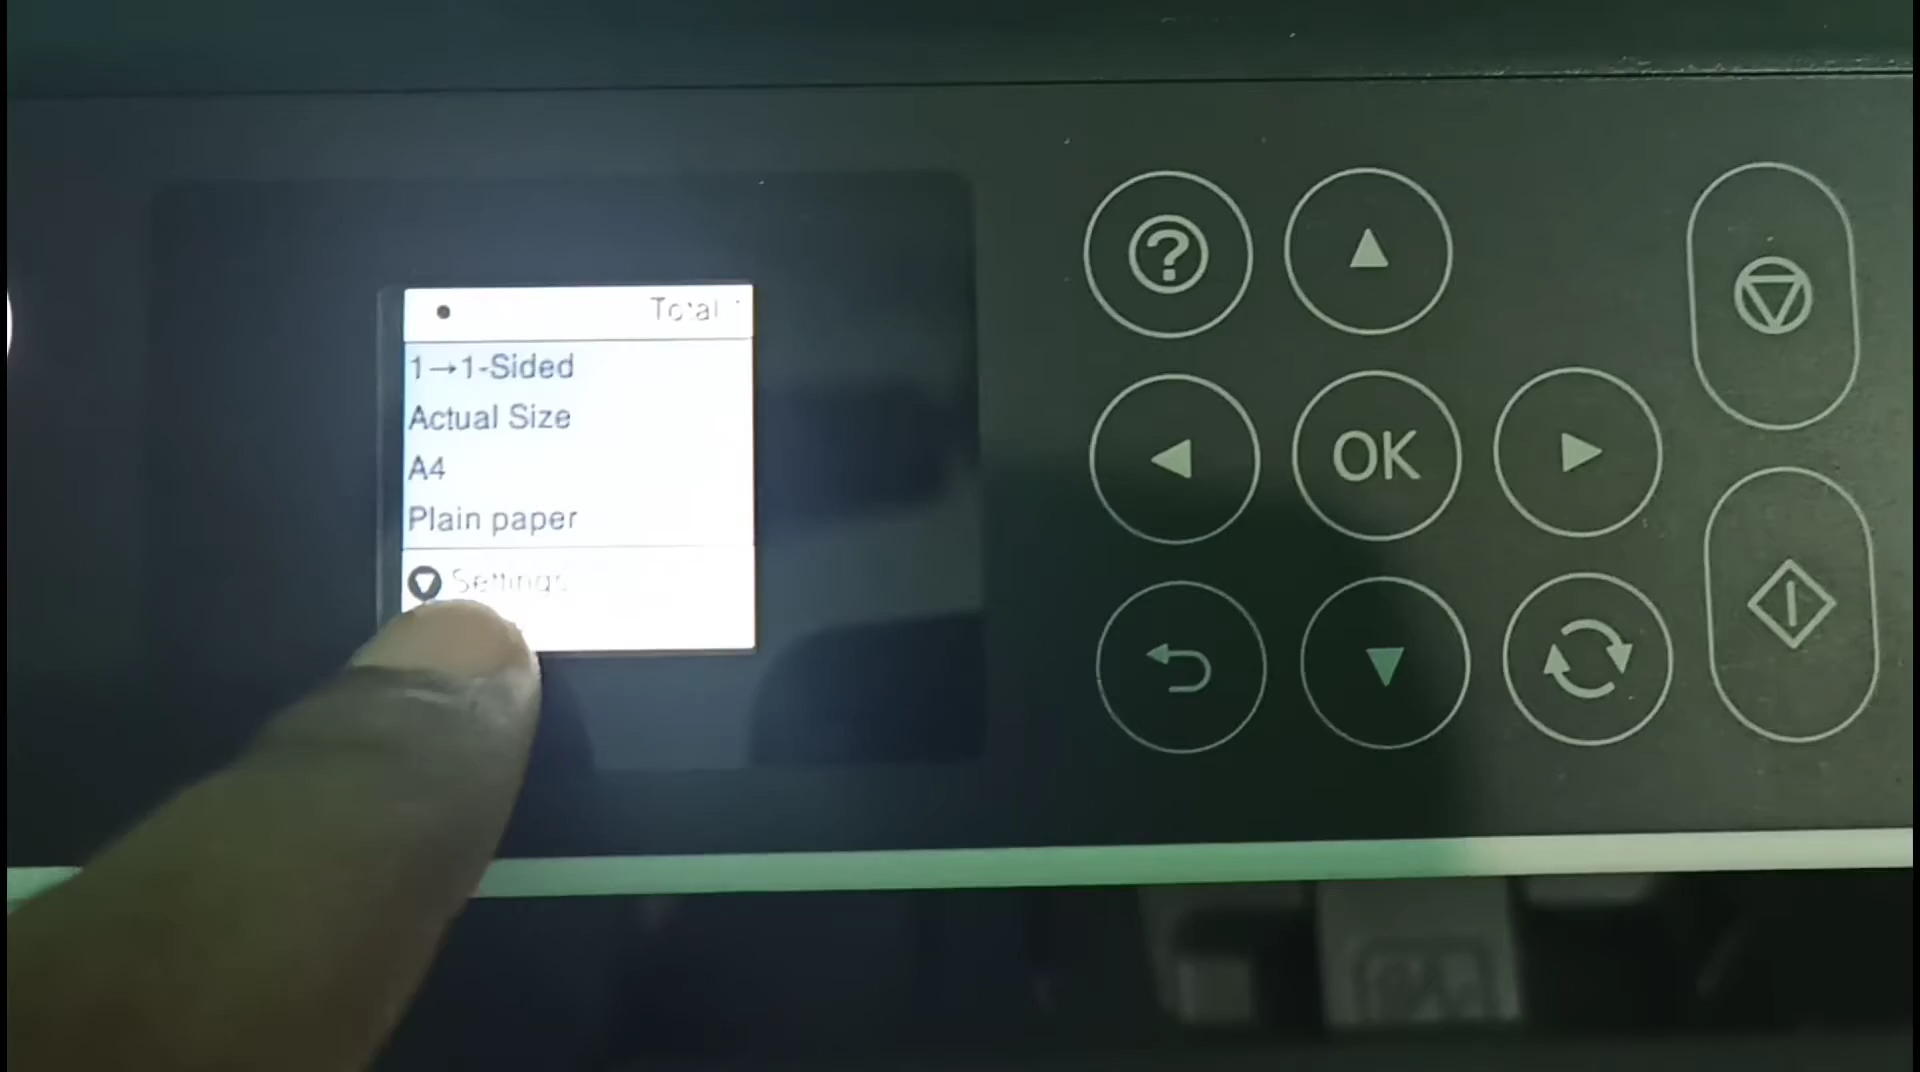 Total
1→1-Sided
Actual Size
A4
Plain paper
Settings
?
OK